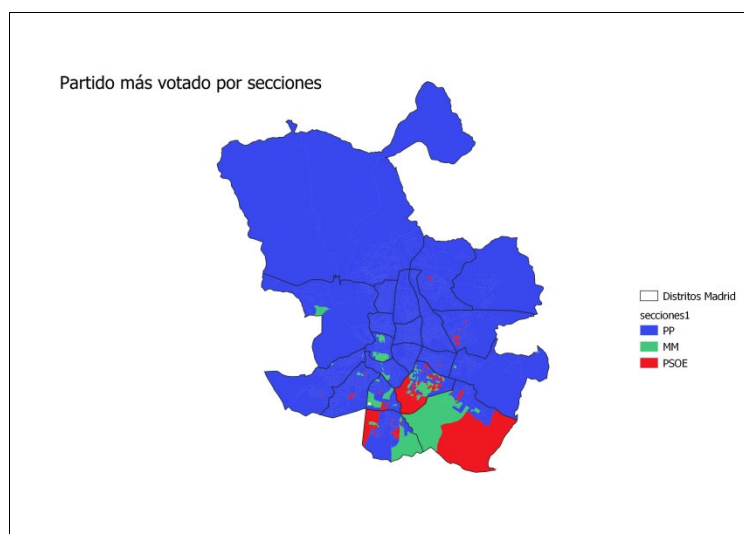 Partido más votado por secciones
Distritos Madrid
secciones1
PP
MM
PSOE